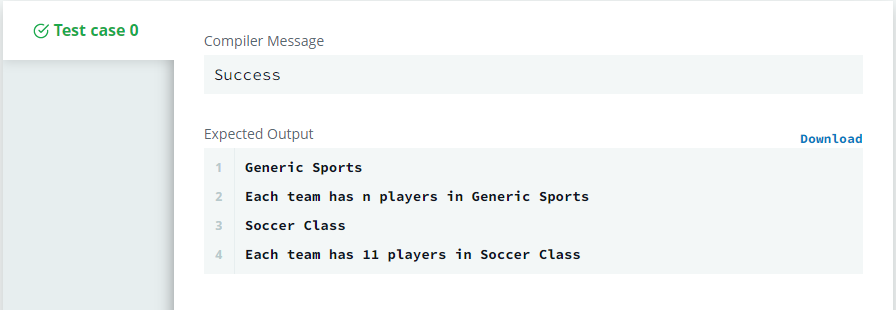 Test case 0
Compiler Message
Success
Expected Output
Download
1 Generic Sports
2 Each team has n players in Generic Sports
3 Soccer Class
4 Each team has 11 players in Soccer Class